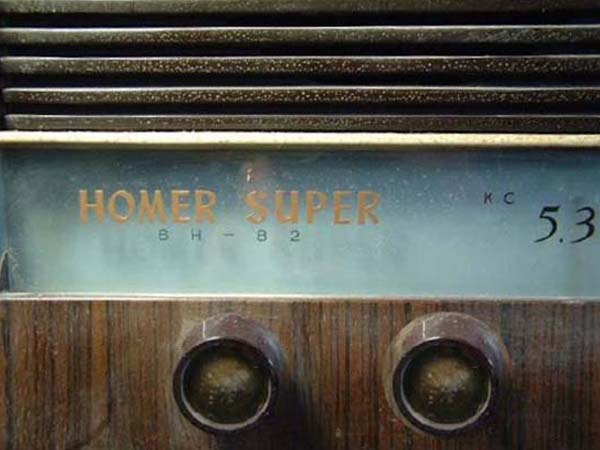 HOMER SUPER
BH-82
KC
5.3